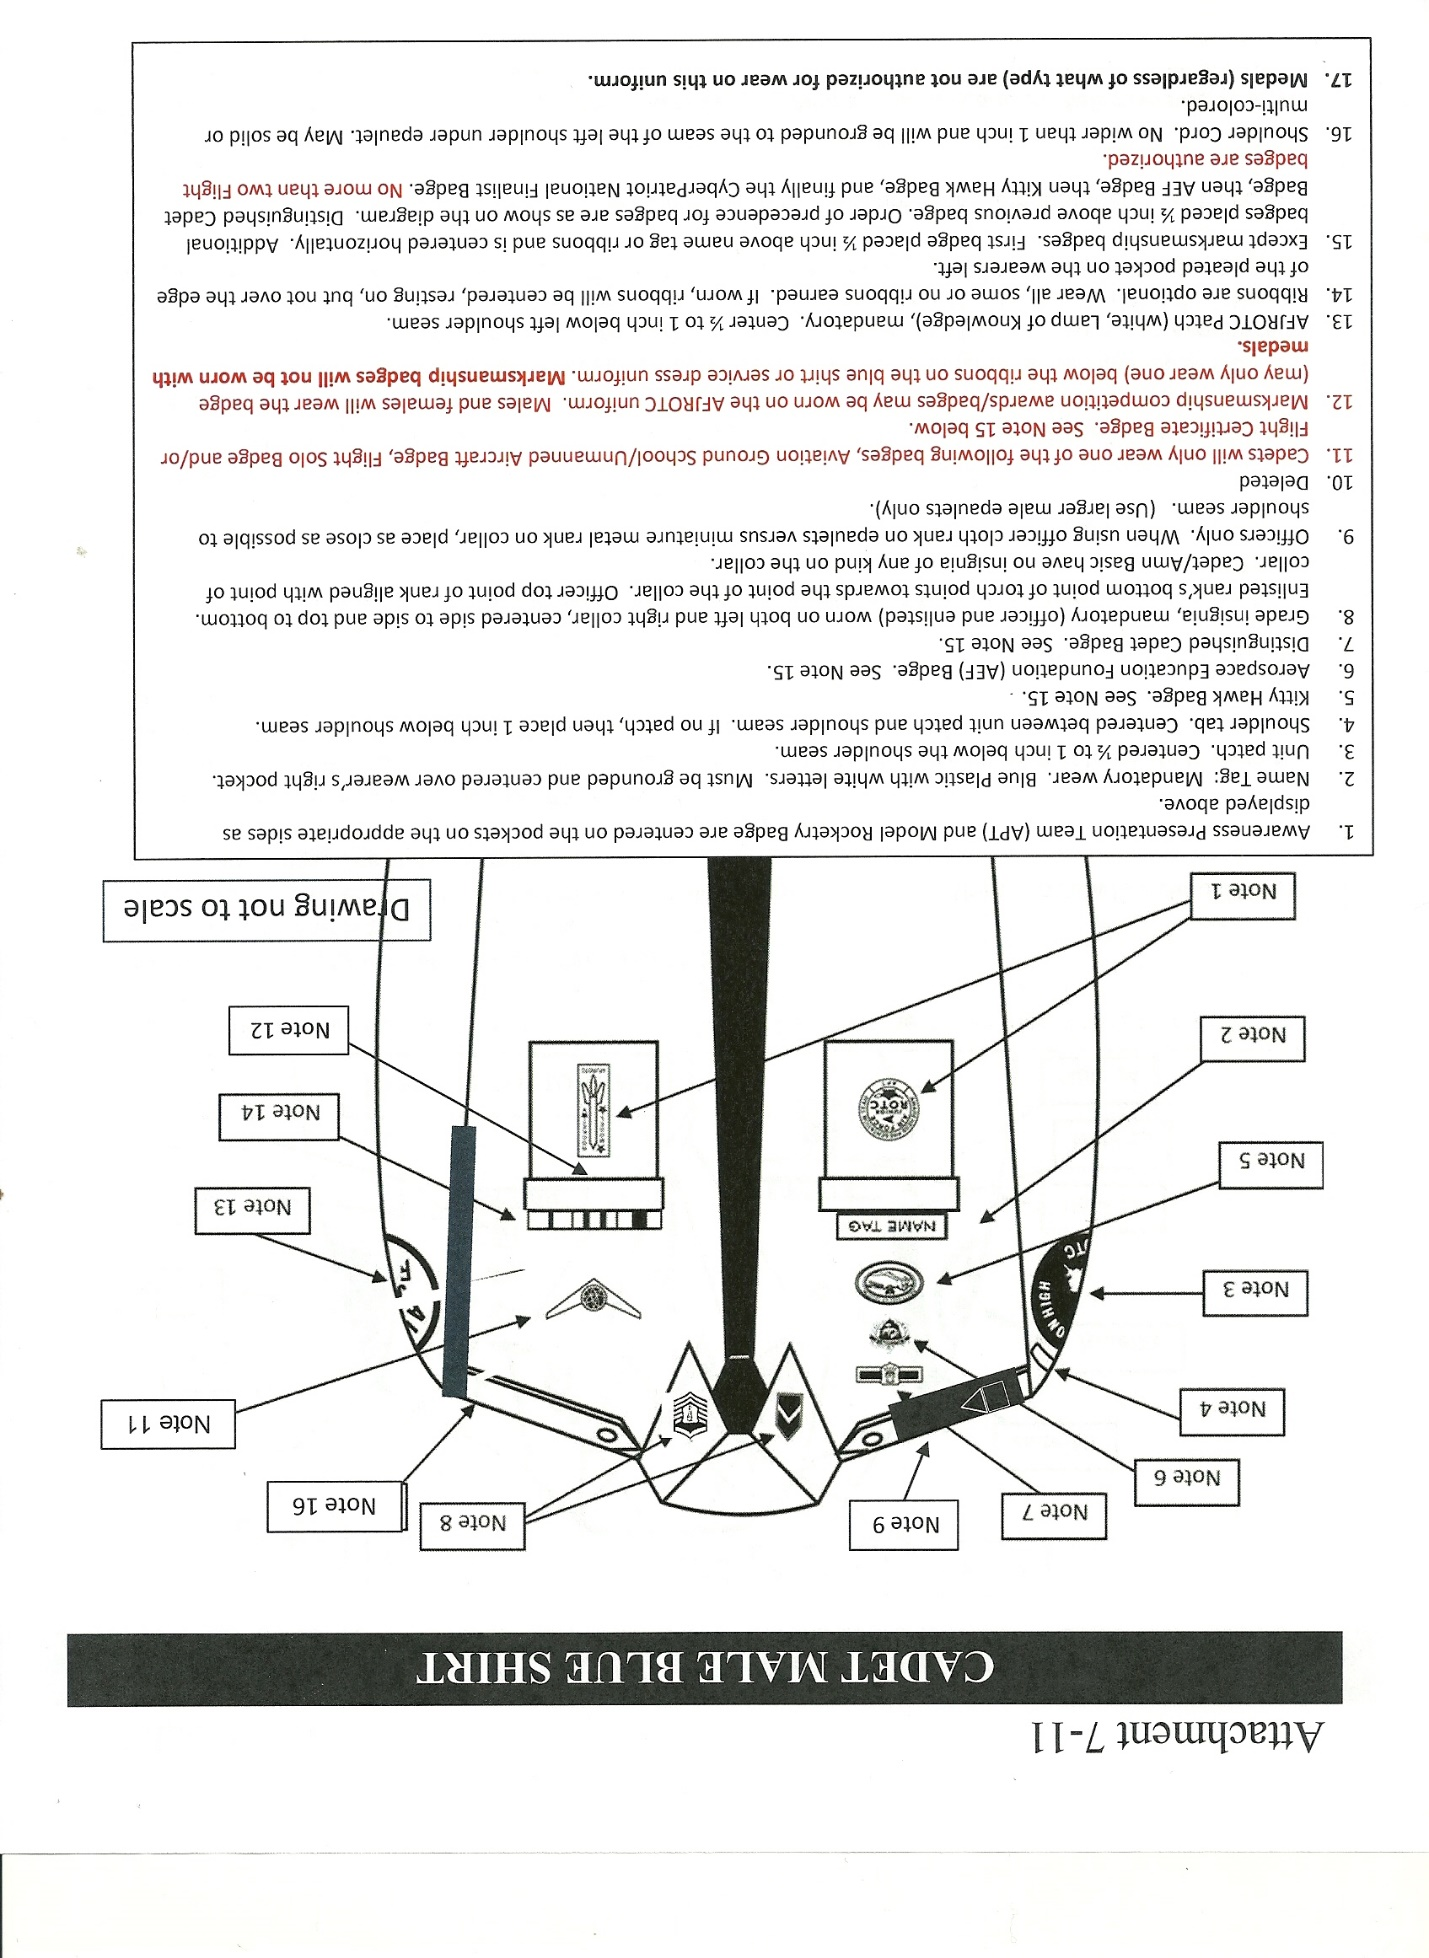 Attachment 7-11
CADET MALE BLUE SHIRT
Note 7
Note 9
Note 8
Note 16
Note 6
Note 4
Note 11
Note 3
ON HIGH
Note 13
Note 5
NAME TAG
Note 14
ROTC
Note 2
Note 12
Note 1
Drawing not to scale
1. Awareness Presentation Team (APT) and Model Rocketry Badge are centered on the pockets on the appropriate sides as
displayed above.
2. Name Tag: Mandatory wear. Blue Plastic with white letters. Must be grounded and centered over wearer's right pocket.
3. Unit patch. Centered ½ to 1 inch below the shoulder seam.
4. Shoulder tab. Centered between unit patch and shoulder seam. If no patch, then place 1 inch below shoulder seam.
5. Kitty Hawk Badge. See Note 15.
6. Aerospace Education Foundation (AEF) Badge. See Note 15.
7. Distinguished Cadet Badge. See Note 15.
8. Grade insignia, mandatory (officer and enlisted) worn on both left and right collar, centered side to side and top to bottom.
Enlisted rank's bottom point of torch points towards the point of the collar. Officer top point of rank aligned with point of
collar. Cadet/Amn Basic have no insignia of any kind on the collar.
9. Officers only. When using officer cloth rank on epaulets versus miniature metal rank on collar, place as close as possible to
shoulder seam. (Use larger male epaulets only).
10. Deleted
11. Cadets will only wear one of the following badges, Aviation Ground School/Unmanned Aircraft Badge, Flight Solo Badge and/or
Flight Certificate Badge. See Note 15 below.
12. Marksmanship competition awards/badges may be worn on the AFJROTC uniform. Males and females will wear the badge
(may only wear one) below the ribbons on the blue shirt or service dress uniform. Marksmanship badges will not be worn with
medals.
13. AFJROTC Patch (white, Lamp of Knowledge), mandatory. Center ½ to 1 inch below left shoulder seam.
14. Ribbons are optional. Wear all, some or no ribbons earned. If worn, ribbons will be centered, resting on, but not over the edge
of the pleated pocket on the wearers left.
15. Except marksmanship badges. First badge placed ½ inch above name tag or ribbons and is centered horizontally. Additional
badges placed ½ inch above previous badge. Order of precedence for badges are as show on the diagram. Distinguished Cadet
Badge, then AEF Badge, then Kitty Hawk Badge, and finally the CyberPatriot National Finalist Badge. No more than two Flight
badges are authorized.
16. Shoulder Cord. No wider than 1 inch and will be grounded to the seam of the left shoulder under epaulet. May be solid or
multi-colored.
17. Medals (regardless of what type) are not authorized for wear on this uniform.